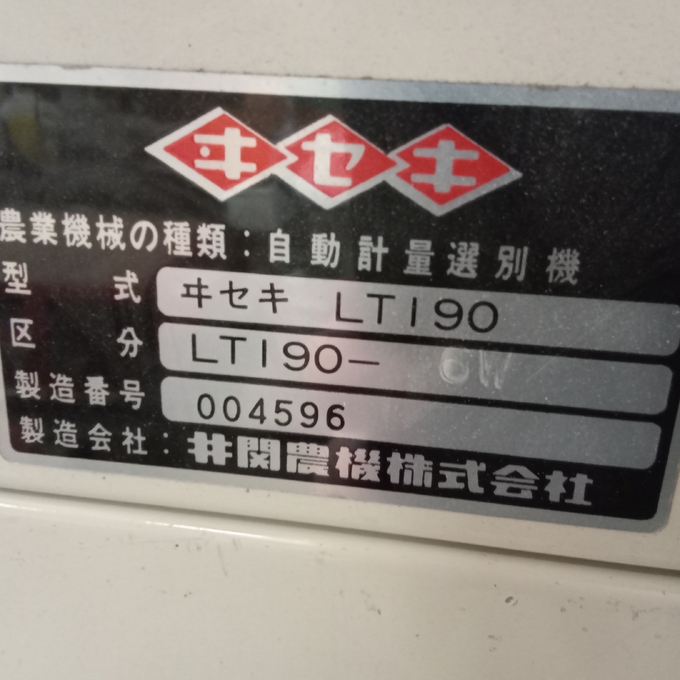 ヰセキ
農業機械の種類:自動計量選別機
型式 ヰセキ LT190
区分 LT190- GW
製造番号 004596
製造会社:井関農機株式会社